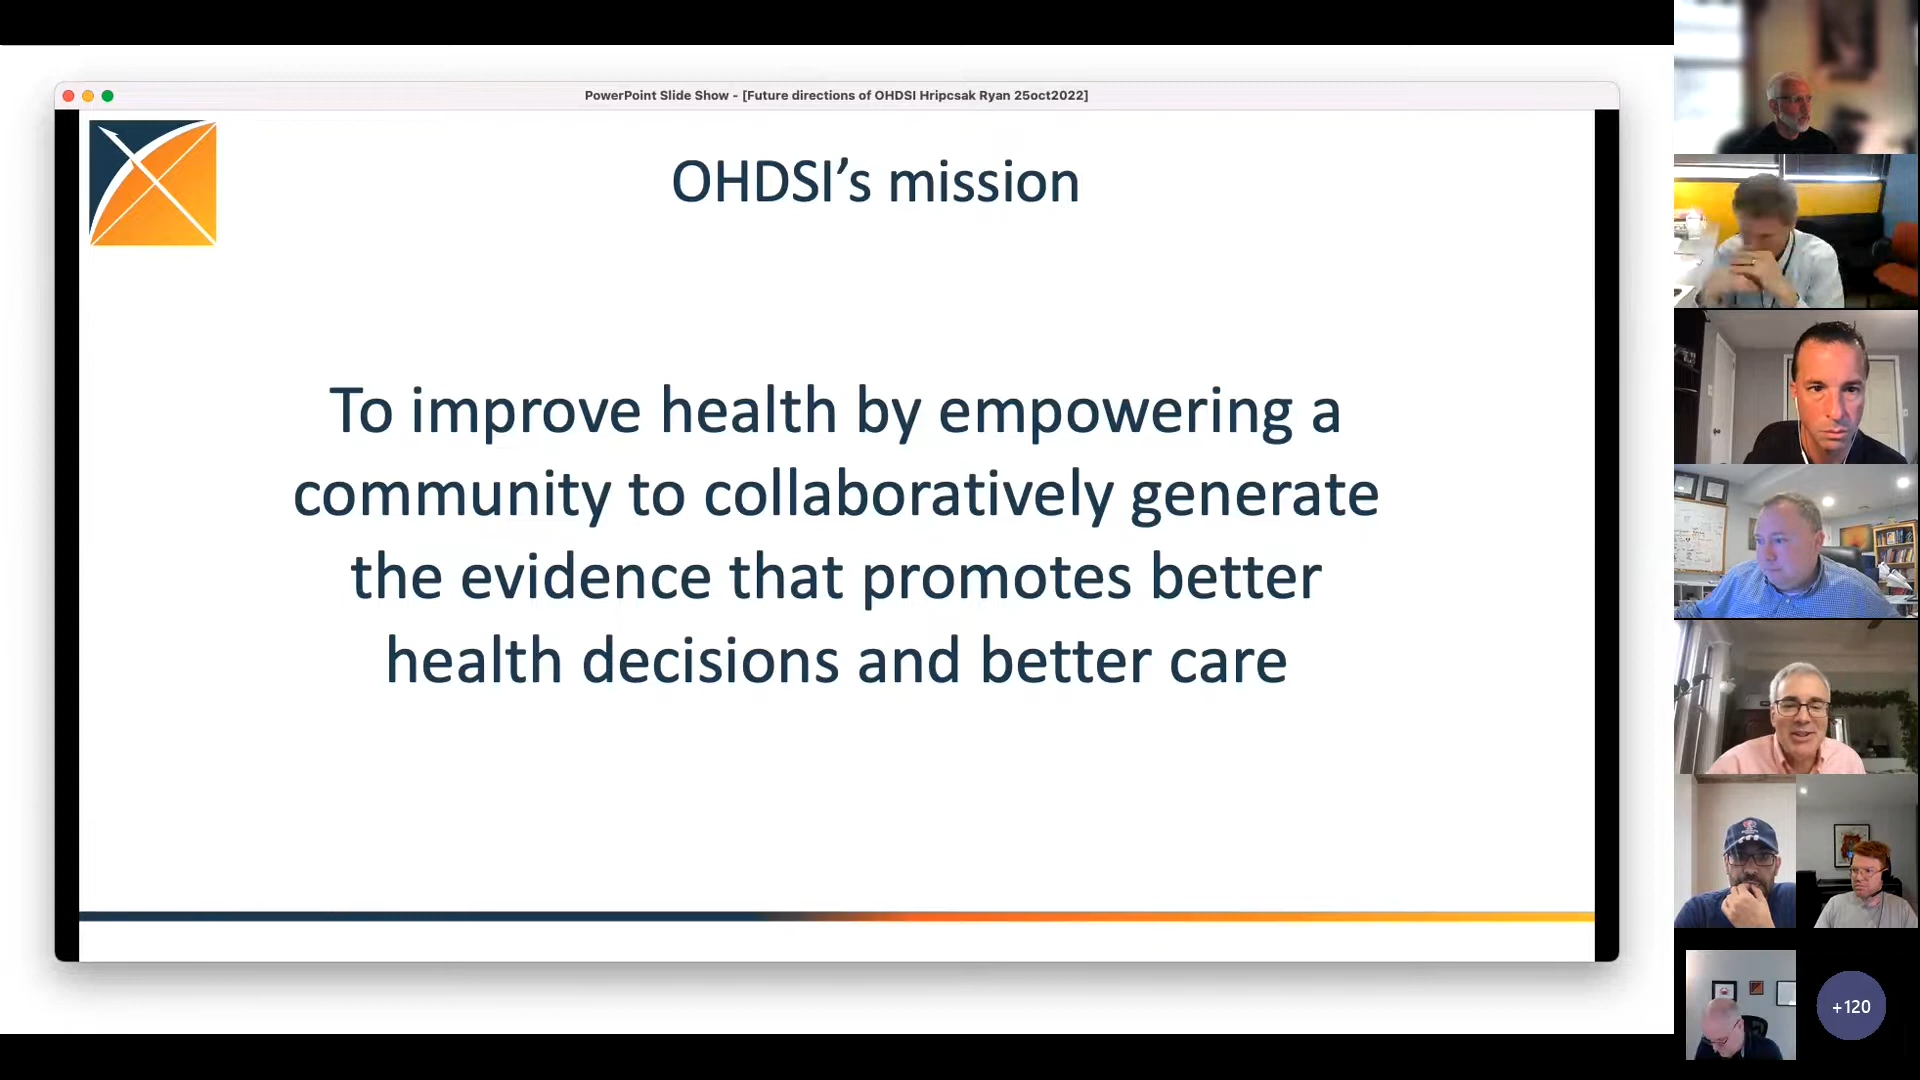 PowerPoint Slide Show - [Future directions of OHDSI Hripcsak Ryan 25oct2022]
OHDSI’s mission
To improve health by empowering a
community to collaboratively generate
the evidence that promotes better
health decisions and better care
+120